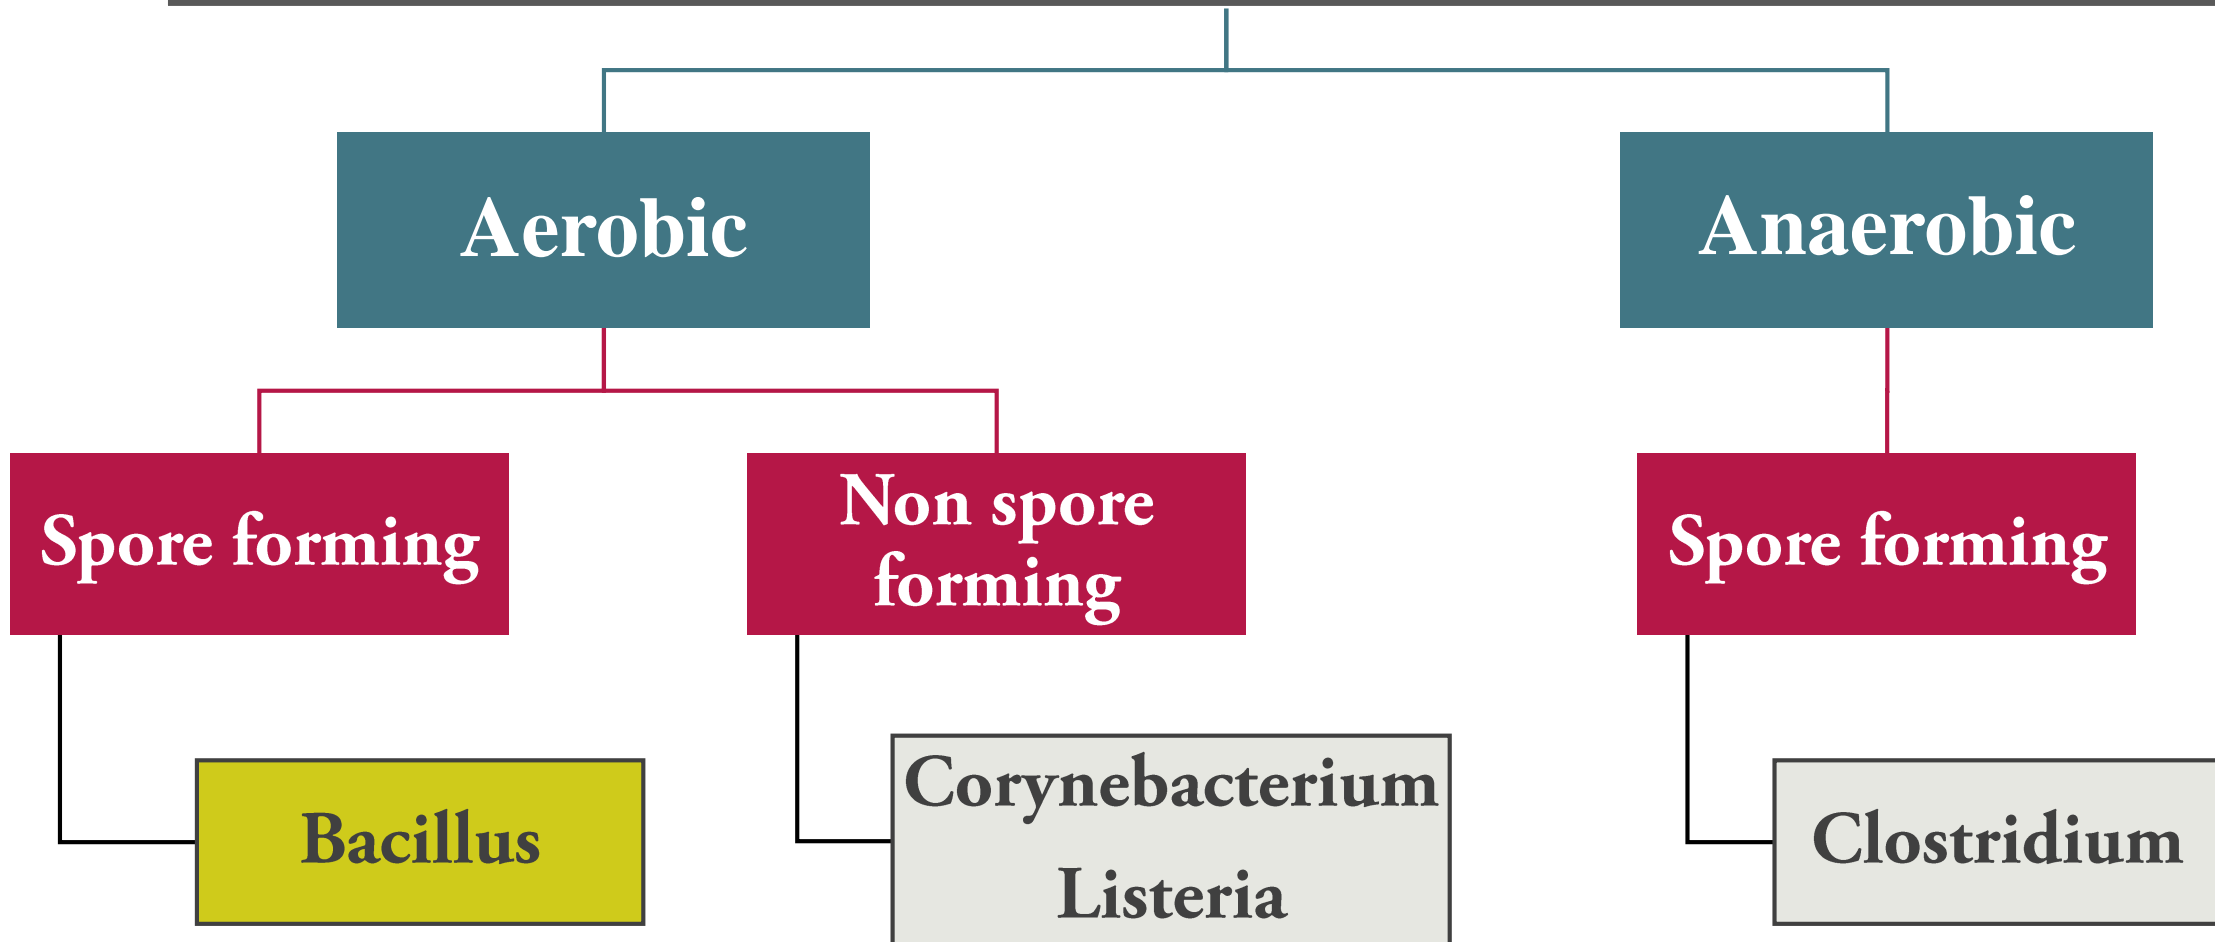 Aerobic
Anaerobic
Spore forming
Non spore
forming
Spore forming
Bacillus
Corynebacterium
Listeria
Clostridium